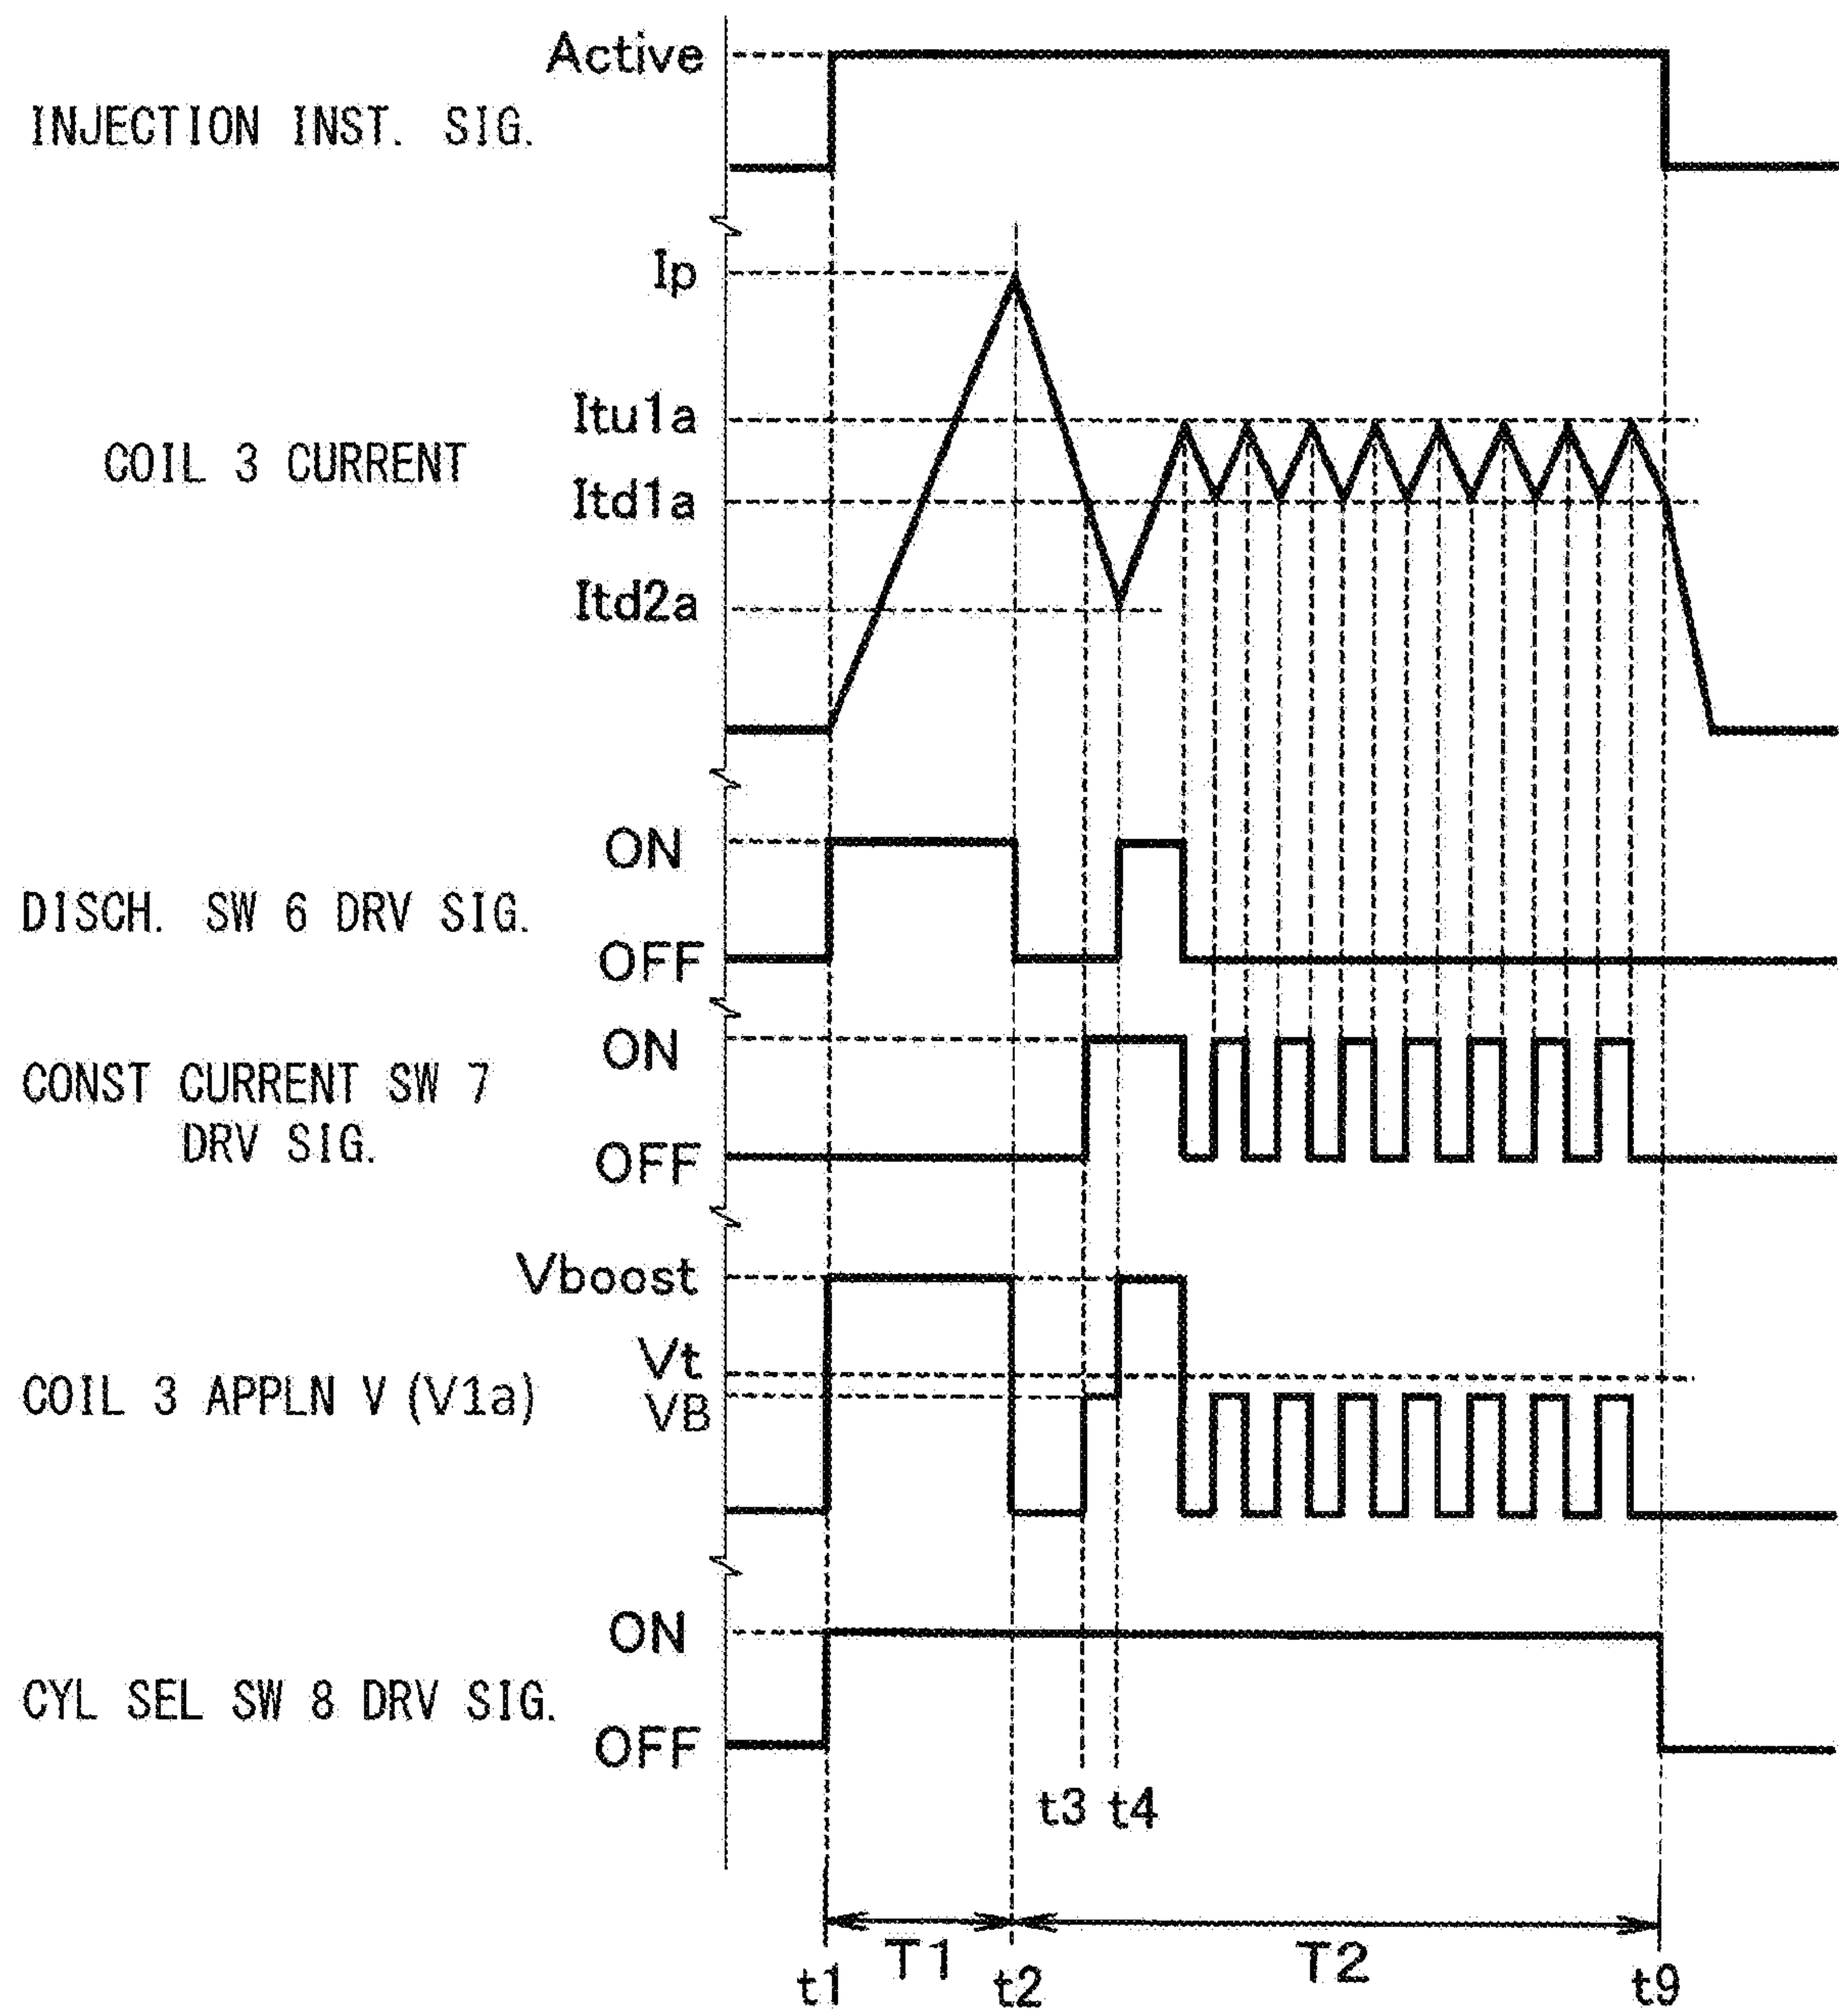 Active
INJECTION INST. SIG.
Ip
Itu1a
COIL 3 CURRENT
Itd1a
Itd2a
ON
DISCH. SW 6 DRV SIG.
OFF
ON
CONST CURRENT SW 7
DRV SIG.
OFF
Vboost
Vt
COIL 3 APPLN V (V1a)
VB
ON
CYL SEL SW 8 DRV SIG.
OFF
t3 t4
T1 T2
t1 t2 t9